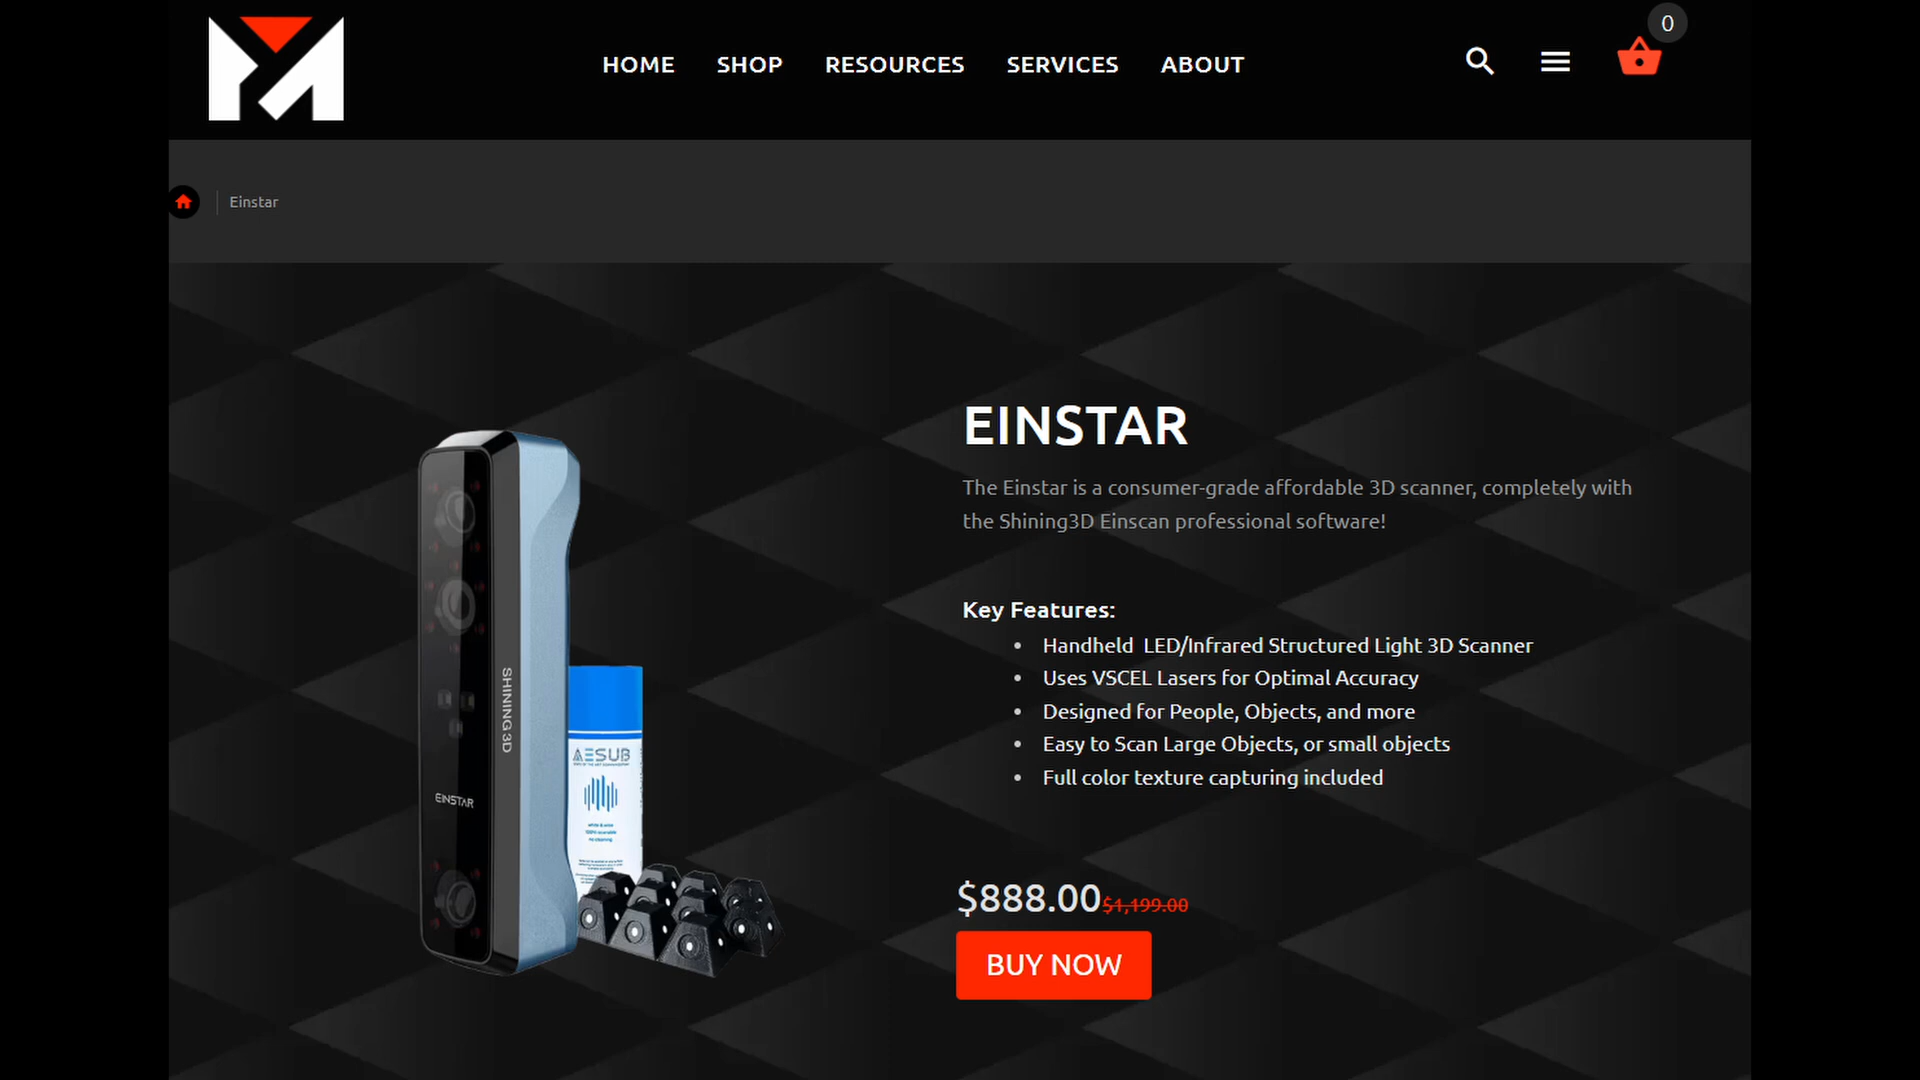 0
HOME SHOP RESOURCES SERVICES ABOUT
Einstar
EINSTAR
The Einstar is a consumer-grade affordable 3D scanner, completely with
the Shining3D Einscan professional software!
Key Features:
• Handheld LED/Infrared Structured Light 3D Scanner
• Uses VSCEL Lasers for Optimal Accuracy
• Designed for People, Objects, and more
• Easy to Scan Large Objects, or small objects
• Full color texture capturing included
$888.00 $1,199.00
BUY NOW
SHINING 3D
EINSTAR
AESUB